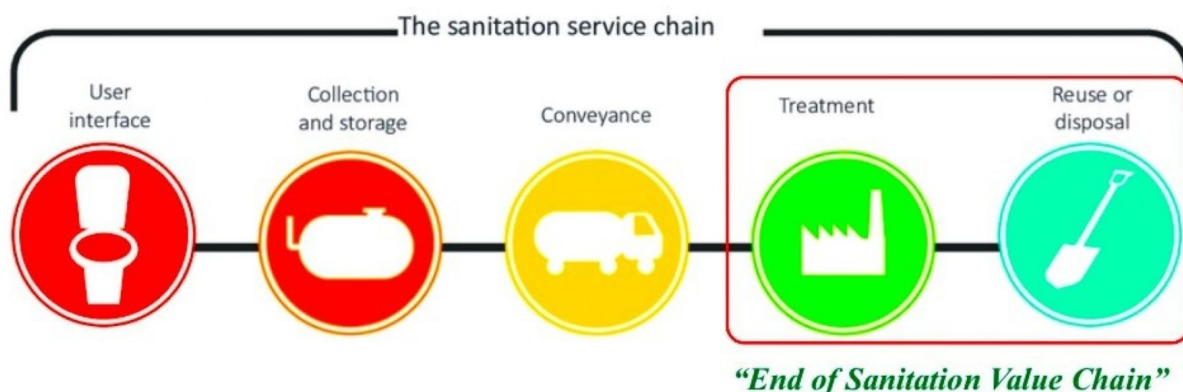 The sanitation service chain
User
interface
Collection
and storage
Conveyance
Treatment
Reuse or
disposal
“End of Sanitation Value Chain”